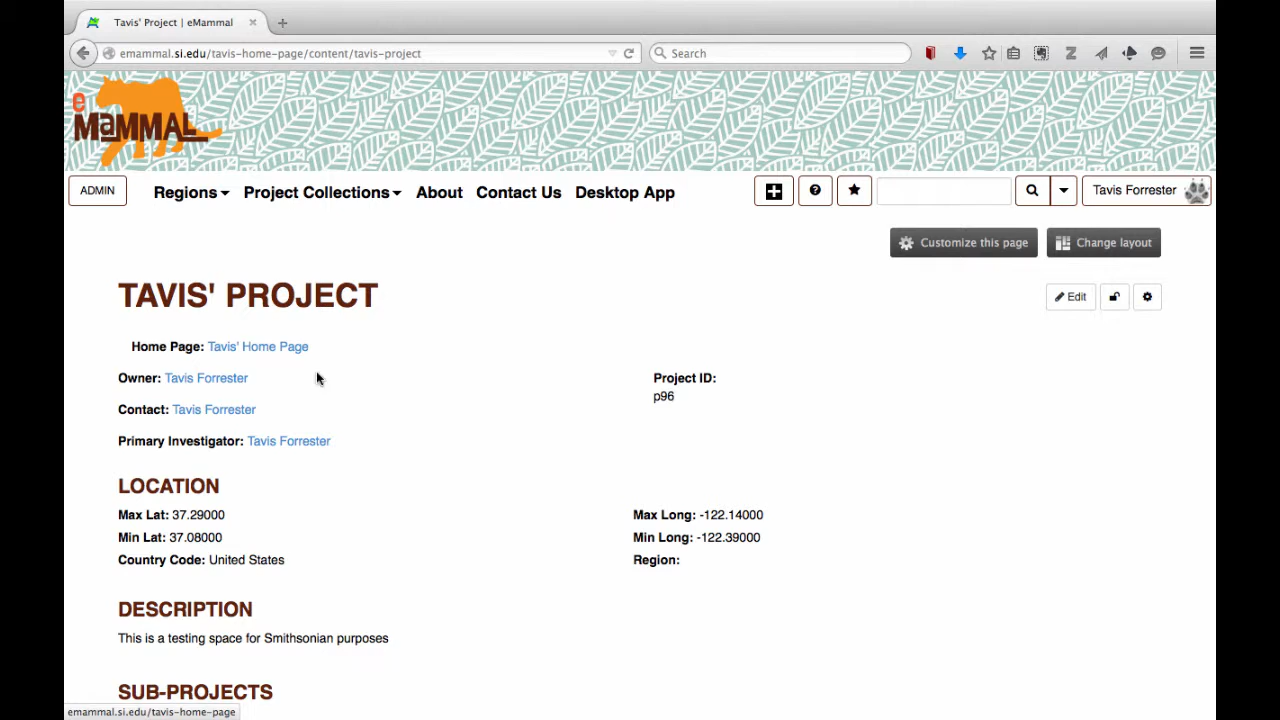 Tavis' Project | eMammal
emammal.si.edu/tavis-home-page/content/tavis-project
Search
Z
e
MaMMAL
ADMIN
Regions
Project Collections
About
Contact Us
Desktop App
Tavis Forrester
Customize this page
Change layout
TAVIS' PROJECT
Edit
Home Page: Tavis' Home Page
Owner: Tavis Forrester
Project ID:
p96
Contact: Tavis Forrester
Primary Investigator: Tavis Forrester
LOCATION
Max Lat: 37.29000
Max Long: -122.14000
Min Lat: 37.08000
Min Long: -122.39000
Country Code: United States
Region:
DESCRIPTION
This is a testing space for Smithsonian purposes
SUB-PROJECTS
emammal.si.edu/tavis-home-page